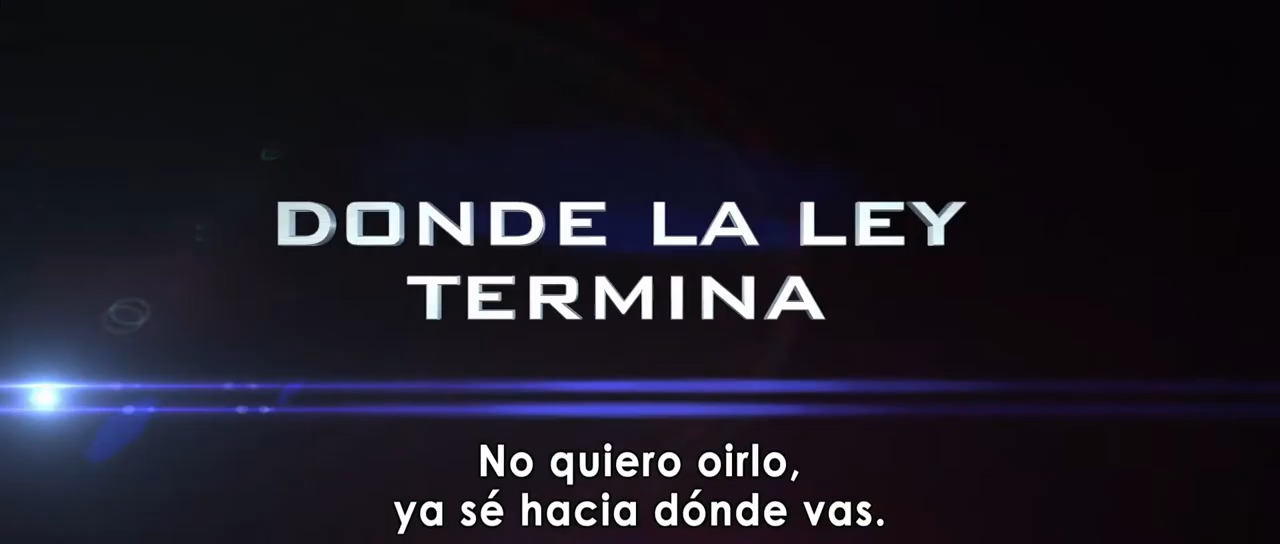 DONDE LA LEY
TERMINA
No quiero oirlo,
ya sé hacia dónde vas.